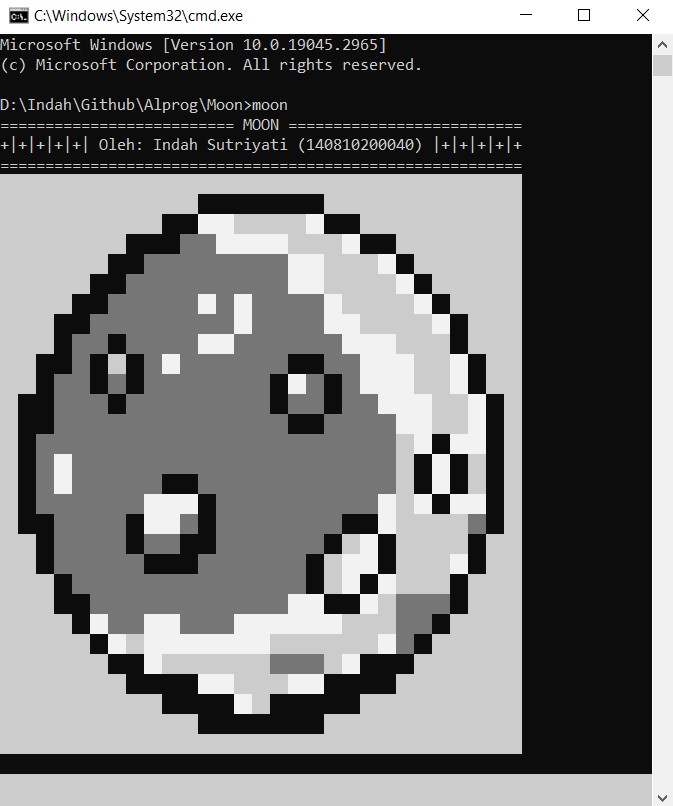 C:\Windows\System32\cmd.exe
Microsoft Windows [Version 10.0.19045.2965]
(c) Microsoft Corporation. All rights reserved.
D:\Indah\Github\Alprog\Moon>moon
========================== MOON ==========================
+|+|+|+|+| Oleh: Indah Sutriyati (140810200040) |+|+|+|+|+
==========================================================